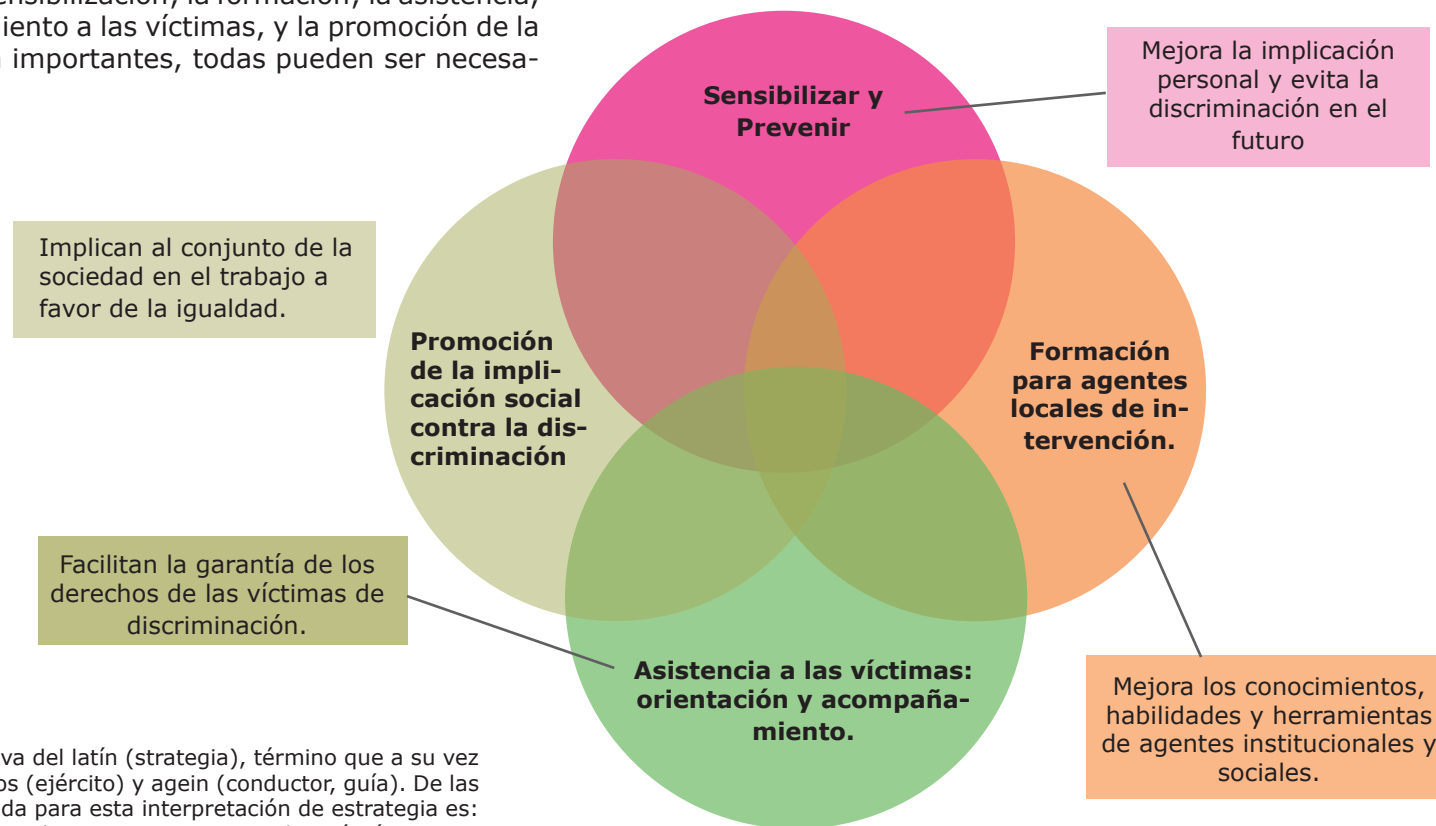 ensibilización, la formación, la asistencia,
iento a las víctimas, y la promoción de la
importantes, todas pueden ser necesa-
Sensibilizar y
Prevenir
Mejora la implicación
personal y evita la
discriminación en el
futuro
Implican al conjunto de la
sociedad en el trabajo a
favor de la igualdad.
Promoción
de la impli-
cación social
contra la dis-
criminación
Formación
para agentes
locales de in-
tervención.
Facilitan la garantía de los
derechos de las víctimas de
discriminación.
Asistencia a las víctimas:
orientación y acompaña-
miento.
Mejora los conocimientos,
habilidades y herramientas
de agentes institucionales y
sociales.
va del latín (strategia), término que a su vez
os (ejército) y agein (conductor, guía). De las
da para esta interpretación de estrategia es: